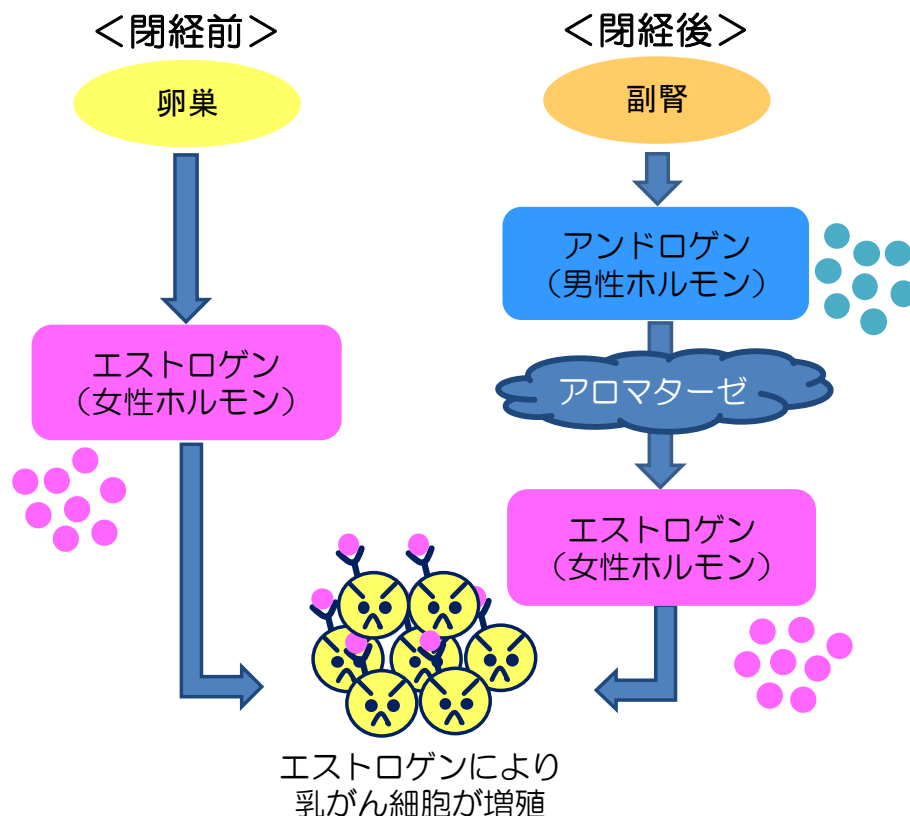 ＜閉経前＞
卵巣
エストロゲン
（女性ホルモン）
＜閉経後＞
副腎
アンドロゲン
（男性ホルモン）
アロマターゼ
エストロゲン
（女性ホルモン）
エストロゲンにより
乳がん細胞が増殖